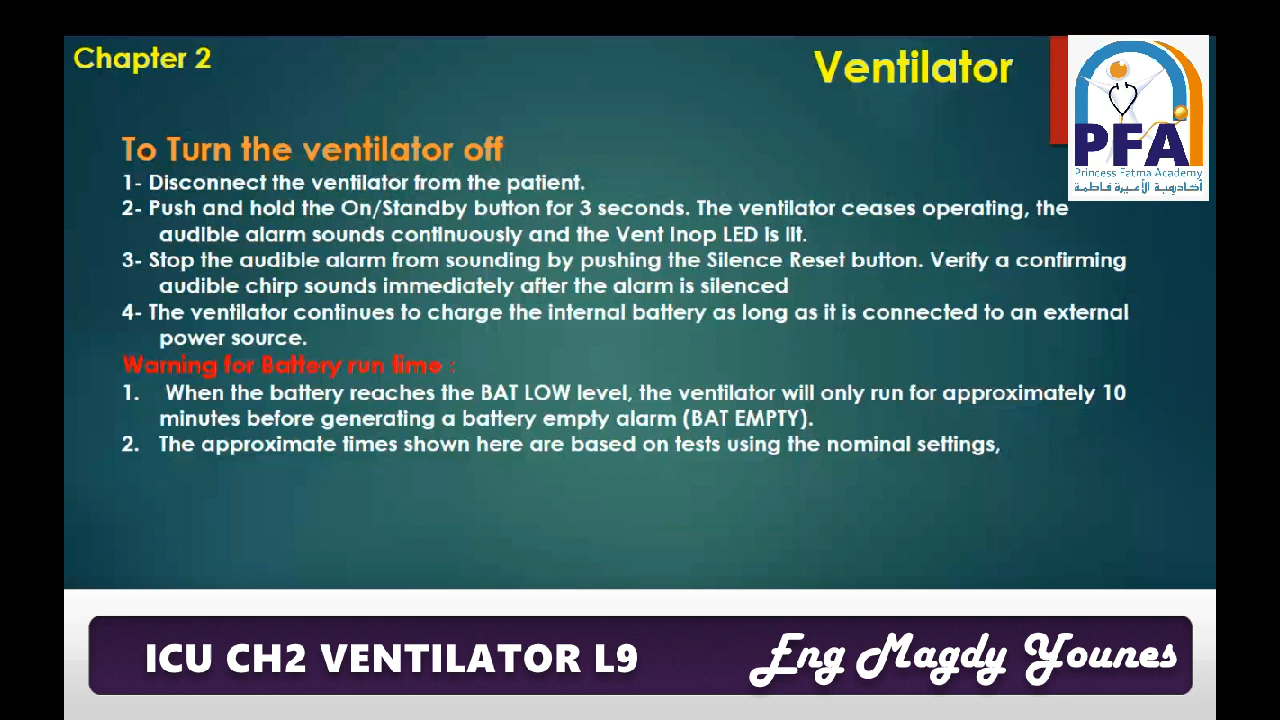 Chapter 2
Ventilator
PFA
Princess Fatma Academy
أكاديمية الأميرة فاطمة
To Turn the ventilator off
1- Disconnect the ventilator from the patient.
2- Push and hold the On/Standby button for 3 seconds. The ventilator ceases operating, the
audible alarm sounds continuously and the Vent Inop LED is lit.
3- Stop the audible alarm from sounding by pushing the Silence Reset button. Verify a confirming
audible chirp sounds immediately after the alarm is silenced
4- The ventilator continues to charge the internal battery as long as it is connected to an external
power source.
Warning for Battery run time :
1. When the battery reaches the BAT LOW level, the ventilator will only run for approximately 10
minutes before generating a battery empty alarm (BAT EMPTY).
2. The approximate times shown here are based on tests using the nominal settings,
ICU CH2 VENTILATOR L9
Eng Magdy Younes